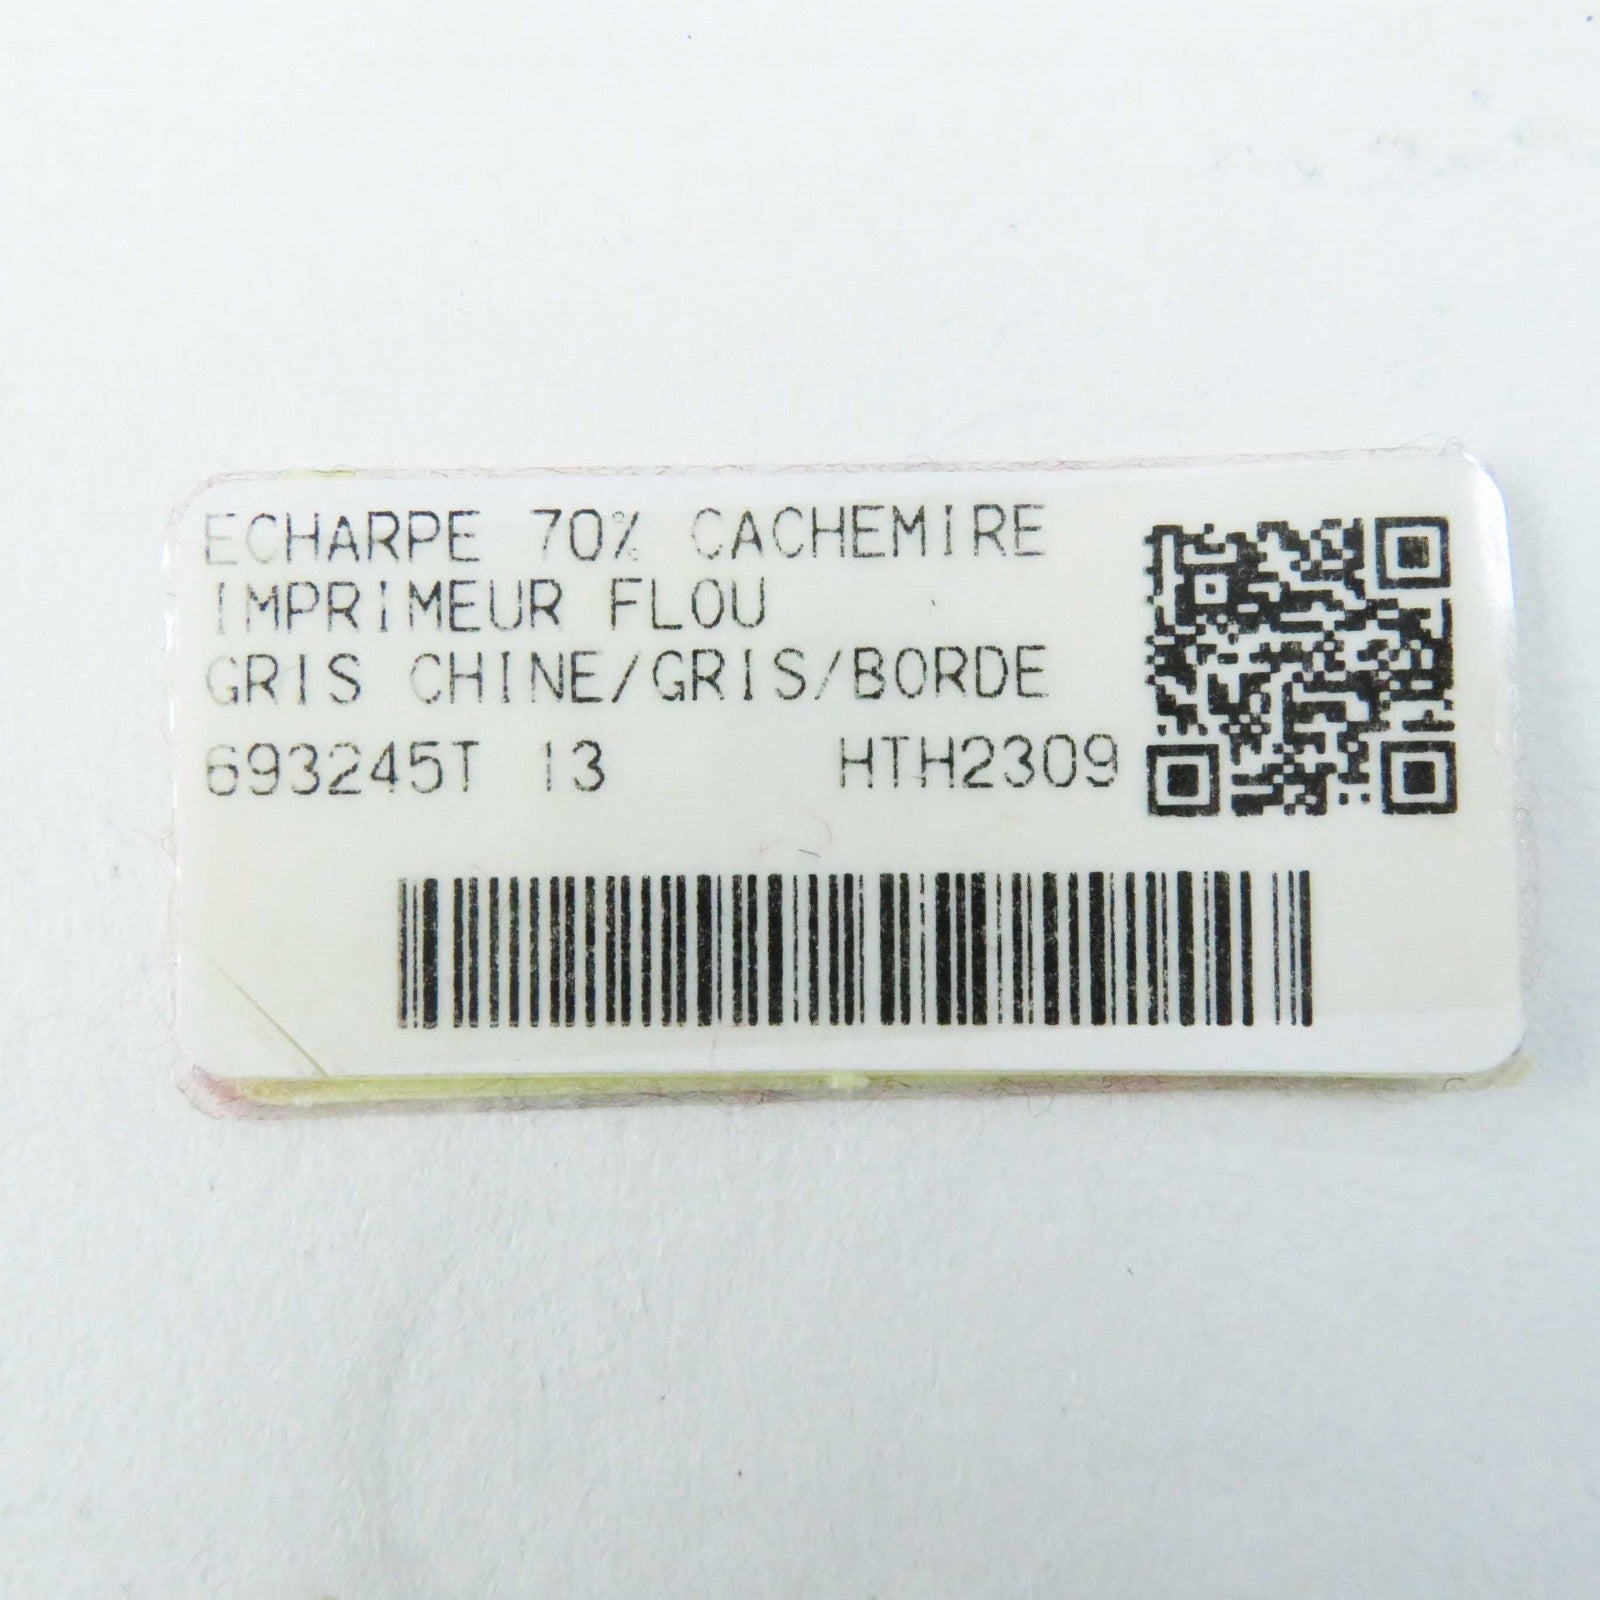 ECHARPE 70% CACHEMIRE
IMPRIMEUR FLOU
GRIS CHINE/GRIS/BORDE
693245T 13 HTH2309